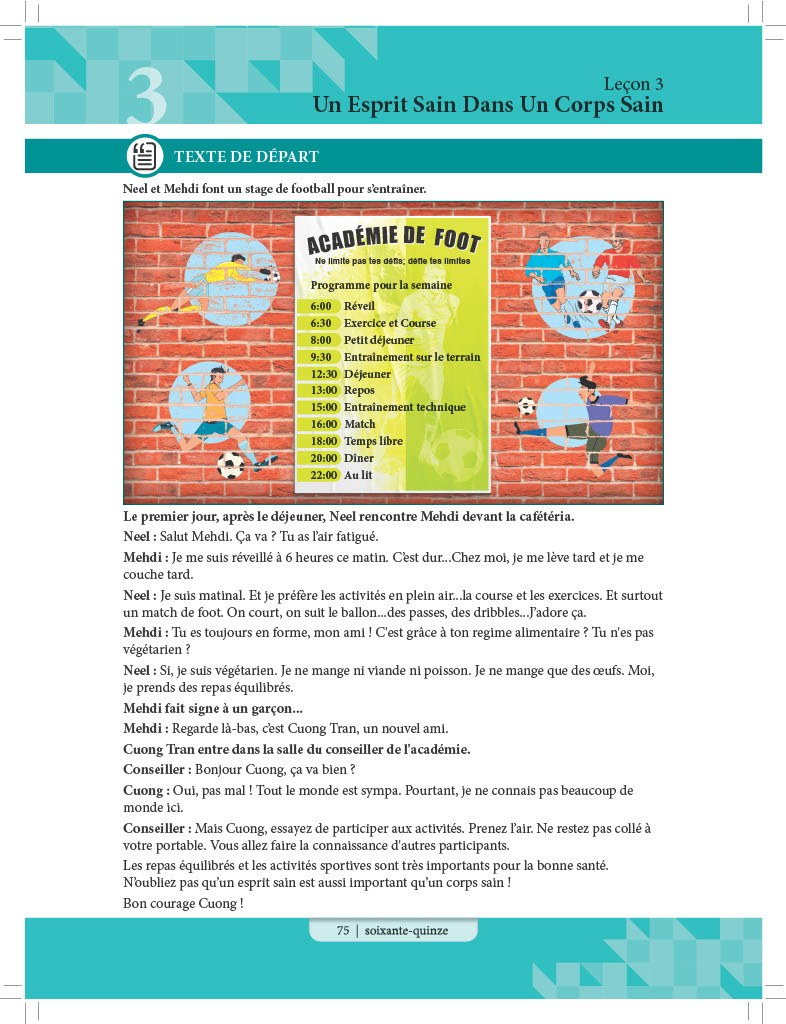 3
Leçon 3
Un Esprit Sain Dans Un Corps Sain
TEXTE DE DÉPART
Neel et Mehdi font un stage de football pour s’entraîner.
ACADÉMIE DE FOOT
Ne limite pas tes défis; défie tes limites
Programme pour la semaine
6:00 Réveil
6:30 Exercice et Course
8:00 Petit déjeuner
9:30 Entraînement sur le terrain
12:30 Déjeuner
13:00 Repos
15:00 Entraînement technique
16:00 Match
18:00 Temps libre
20:00 Dîner
22:00 Au lit
Le premier jour, après le déjeuner, Neel rencontre Mehdi devant la cafétéria.
Neel : Salut Mehdi. Ça va ? Tu as l’air fatigué.
Mehdi : Je me suis réveillé à 6 heures ce matin. C’est dur...Chez moi, je me lève tard et je me
couche tard.
Neel : Je suis matinal. Et je préfère les activités en plein air...la course et les exercices. Et surtout
un match de foot. On court, on suit le ballon...des passes, des dribbles...J’adore ça.
Mehdi : Tu es toujours en forme, mon ami ! C'est grâce à ton regime alimentaire ? Tu n'es pas
végétarien ?
Neel : Si, je suis végétarien. Je ne mange ni viande ni poisson. Je ne mange que des œufs. Moi,
je prends des repas équilibrés.
Mehdi fait signe à un garçon...
Mehdi : Regarde là-bas, c’est Cuong Tran, un nouvel ami.
Cuong Tran entre dans la salle du conseiller de l'académie.
Conseiller : Bonjour Cuong, ça va bien ?
Cuong : Oui, pas mal ! Tout le monde est sympa. Pourtant, je ne connais pas beaucoup de
monde ici.
Conseiller : Mais Cuong, essayez de participer aux activités. Prenez l’air. Ne restez pas collé à
votre portable. Vous allez faire la connaissance d'autres participants.
Les repas équilibrés et les activités sportives sont très importants pour la bonne santé.
N’oubliez pas qu’un esprit sain est aussi important qu’un corps sain !
Bon courage Cuong !
75 | soixante-quinze